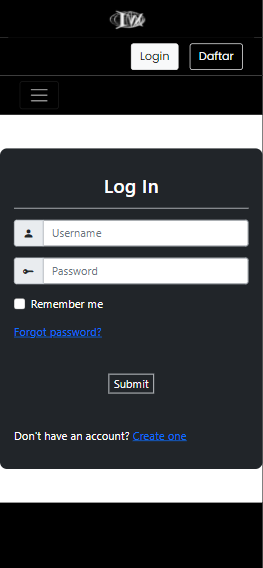 Login Daftar
Log In
Username
Password
Remember me
Forgot password?
Submit
Don't have an account? Create one